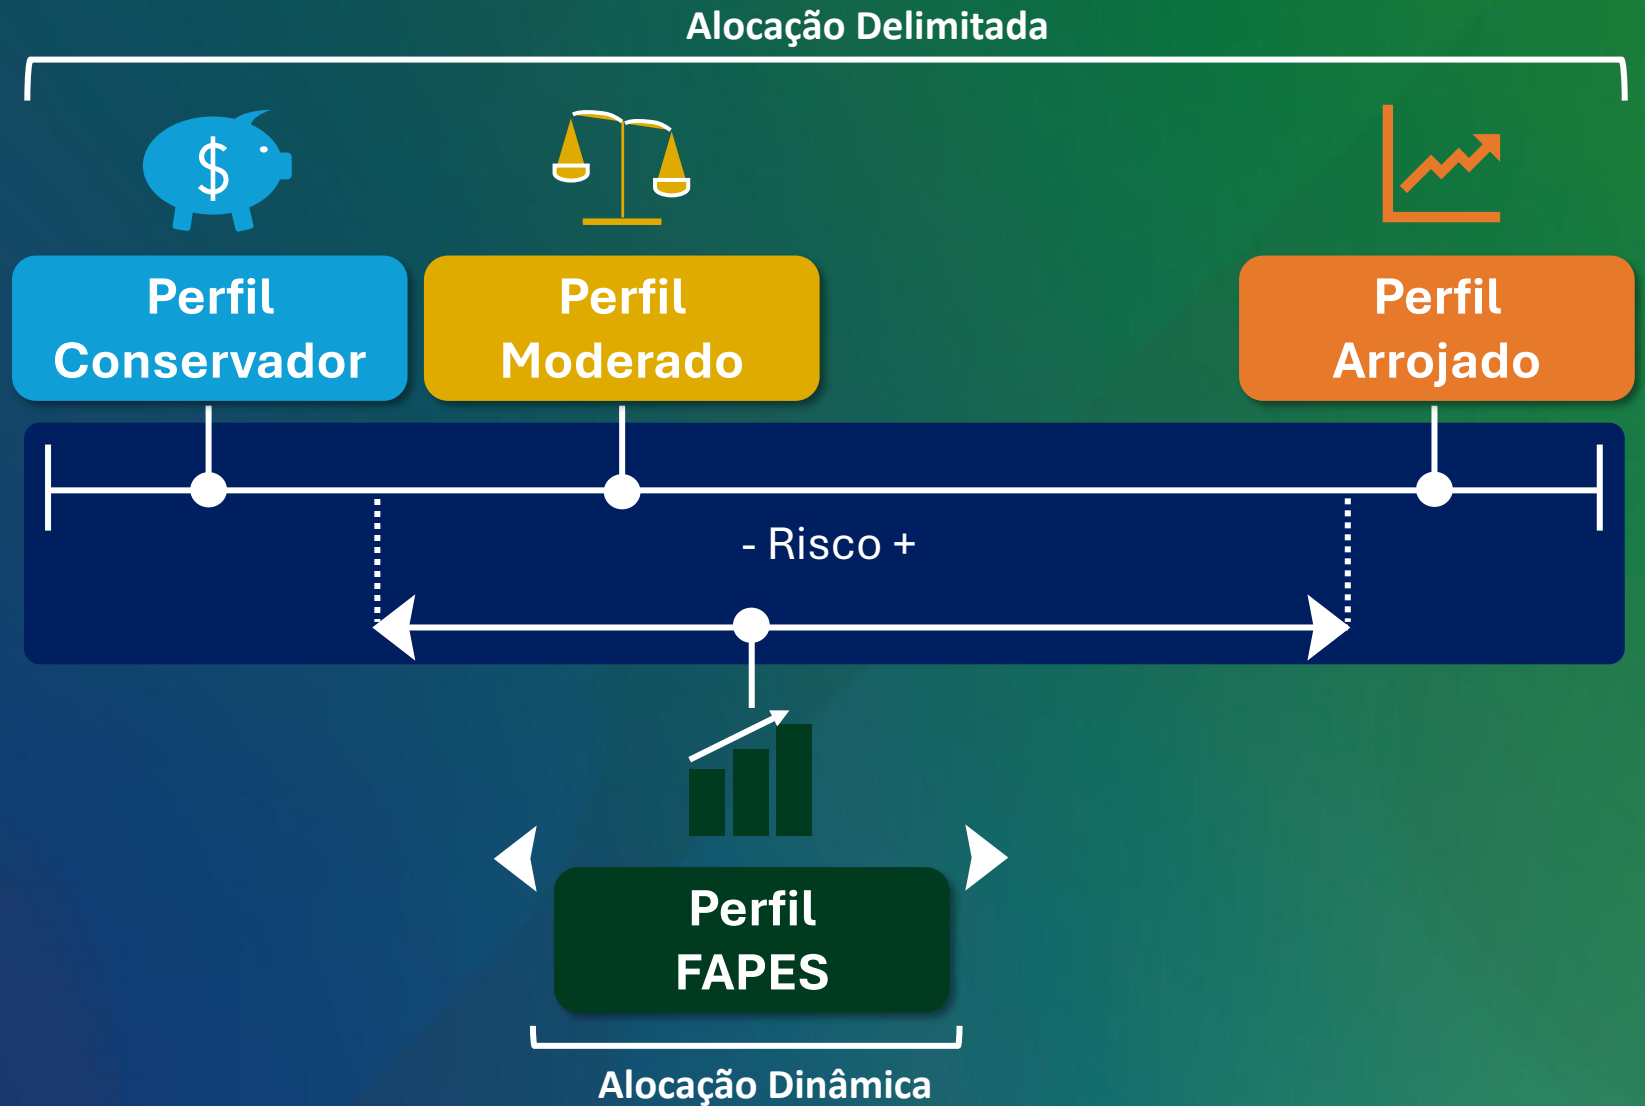 Alocação Delimitada
$
Perfil
Conservador
Perfil
Moderado
Perfil
Arrojado
- Risco +
Perfil
FAPES
Alocação Dinâmica